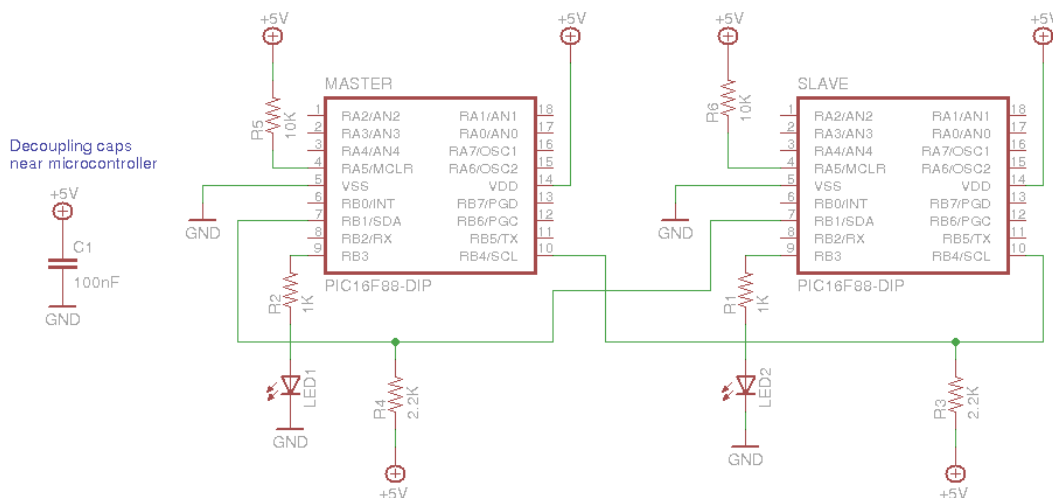 +5V
+5V
+5V
+5V
MASTER
SLAVE
R5
10K
R6
10K
Decoupling caps
near microcontroller
+5V
C1
100nF
GND
1 RA2/AN2 RA1/AN1 18
2 RA3/AN3 RA0/AN0 17
3 RA4/AN4 RA7/OSC1 16
4 RA5/MCLR RA6/OSC2 15
5 VSS VDD 14
6 RB0/INT RB7/PGD 13
7 RB1/SDA RB6/PGC 12
8 RB2/RX RB5/TX 11
9 RB3 RB4/SCL 10
PIC16F88-DIP
GND
1 RA2/AN2 RA1/AN1 18
2 RA3/AN3 RA0/AN0 17
3 RA4/AN4 RA7/OSC1 16
4 RA5/MCLR RA6/OSC2 15
5 VSS VDD 14
6 RB0/INT RB7/PGD 13
7 RB1/SDA RB6/PGC 12
8 RB2/RX RB5/TX 11
9 RB3 RB4/SCL 10
PIC16F88-DIP
GND
R2
1K
R1
1K
LED1
GND
R4
2.2K
+5V
LED2
GND
R3
2.2K
+5V